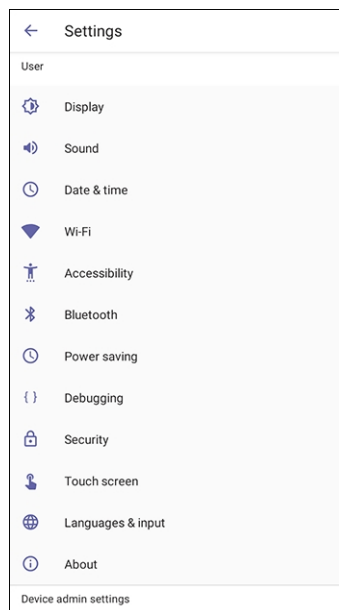 Settings
User
Display
Sound
Date & time
Wi-Fi
Accessibility
Bluetooth
Power saving
Debugging
Security
Touch screen
Languages & input
About
Device admin settings